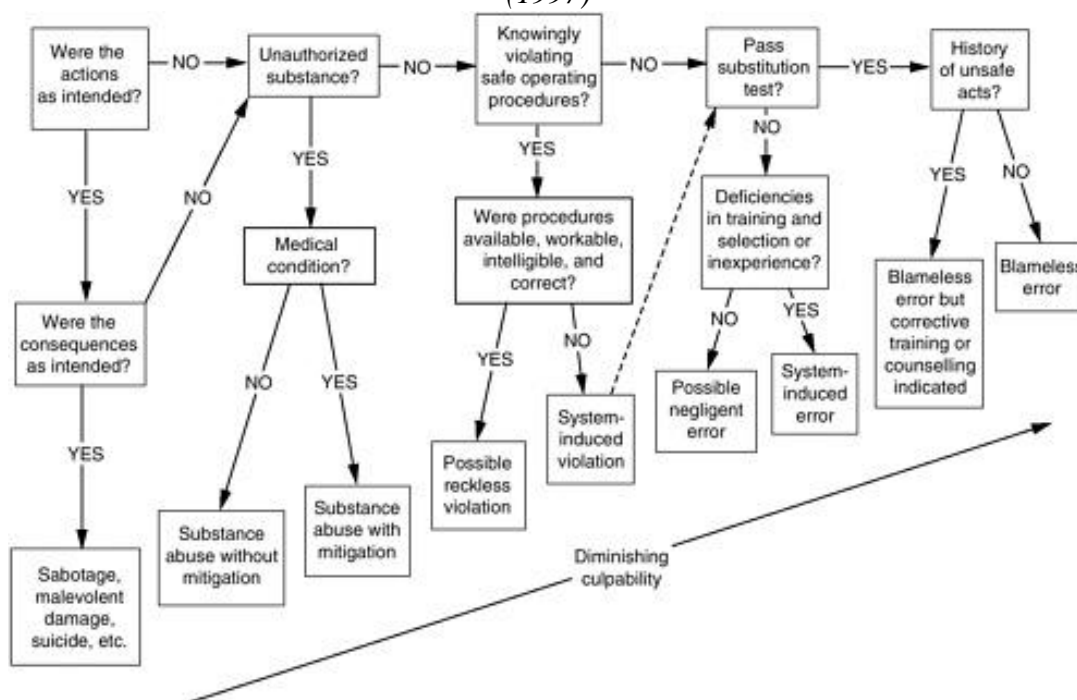 (1997)
Were the
actions
as intended?
NO
Unauthorized
substance?
NO
Knowingly
violating
safe operating
procedures?
NO
Pass
substitution
test?
YES
History
of unsafe
acts?
YES
NO
YES
YES
NO
YES
NO
Medical
condition?
Were procedures
available, workable,
intelligible, and
correct?
Deficiencies
in training and
selection or
inexperience?
Blameless
error but
corrective
training or
counselling
indicated
Blameless
error
Were the
consequences
as intended?
NO
YES
YES
NO
NO
YES
Possible
negligent
error
System-
induced
error
YES
Possible
reckless
violation
System-
induced
violation
Substance
abuse without
mitigation
Substance
abuse with
mitigation
Sabotage,
malevolent
damage,
suicide, etc.
Diminishing
culpability